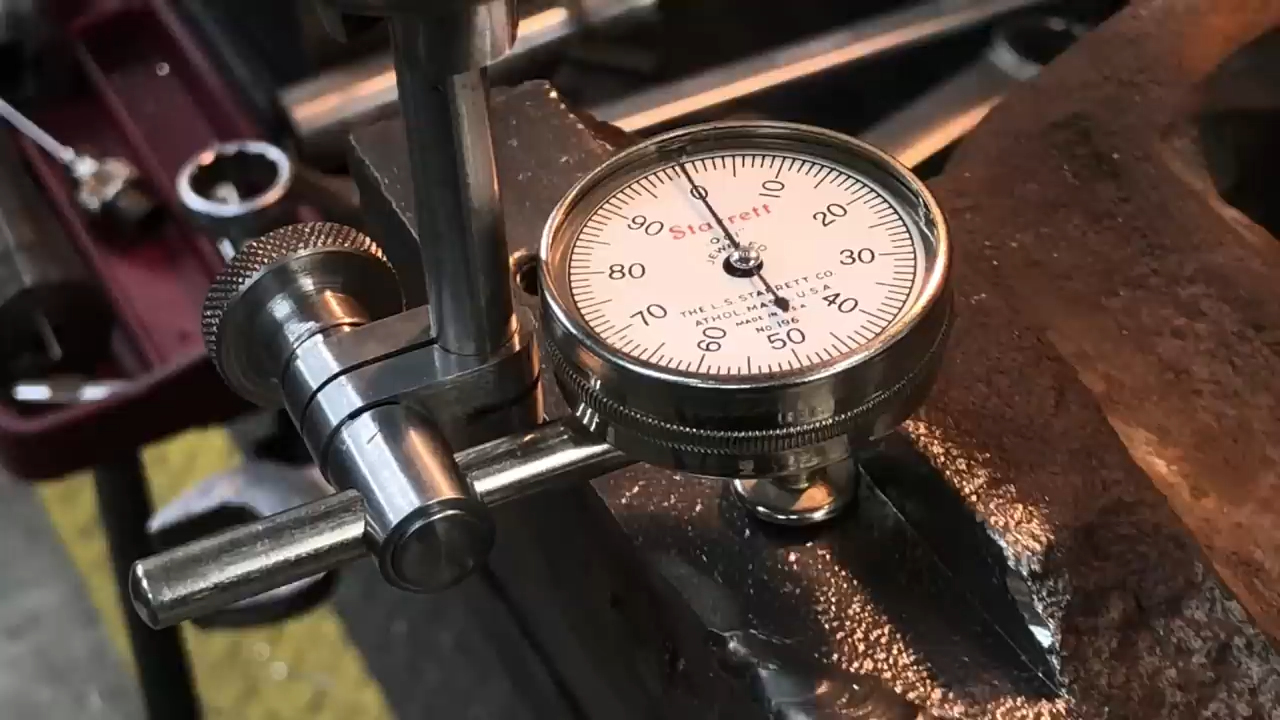 0
10
20
30
40
50
60
70
80
90
Starrett
THE L.S. STARRETT CO.
ATHOL, MASS. U.S.A
MADE IN U.S.A
NO. 196